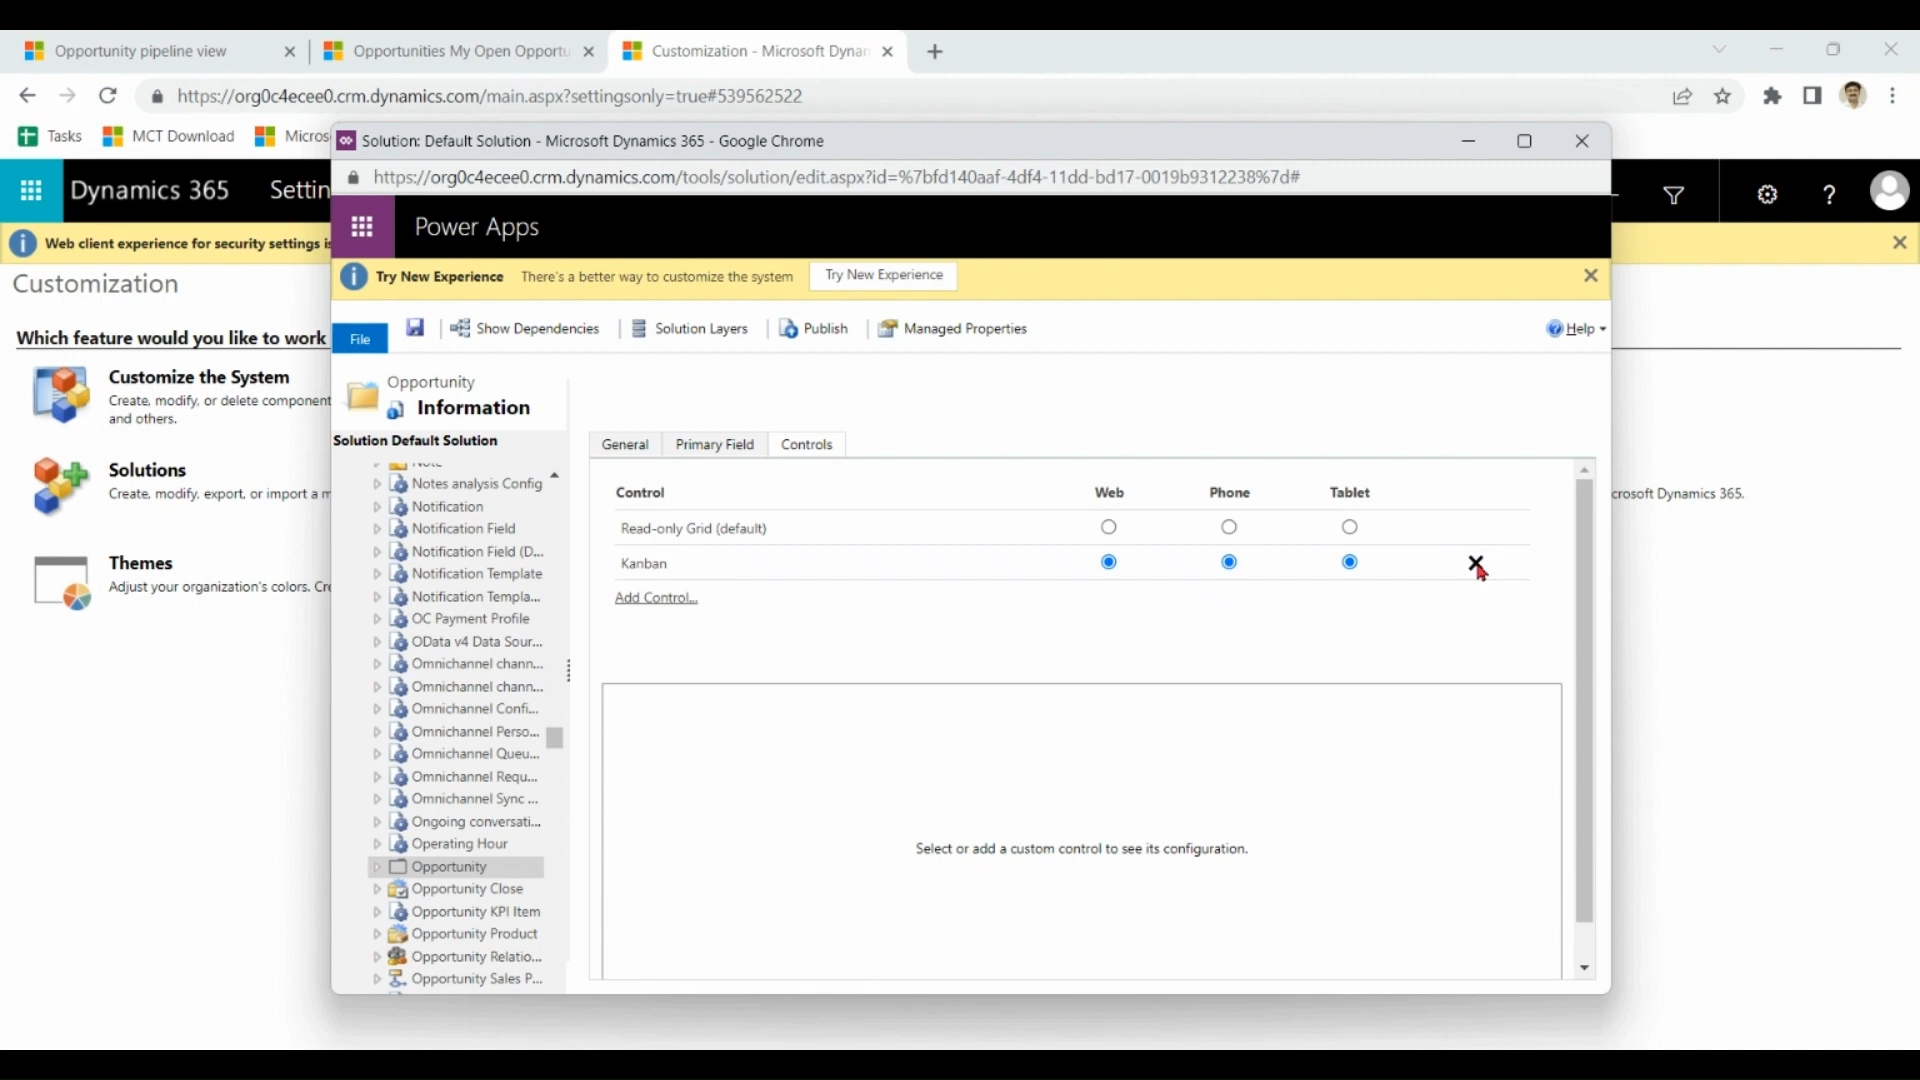 Opportunity pipeline view
Opportunities My Open Opportu
Customization - Microsoft Dynan
https://org0c4ecee0.crm.dynamics.com/main.aspx?settingsonly=true#539562522
Tasks
MCT Download
Micros
Solution: Default Solution - Microsoft Dynamics 365 - Google Chrome
https://org0c4ecee0.crm.dynamics.com/tools/solution/edit.aspx?id=%7bfd140aaf-4df4-11dd-bd17-0019b9312238%7d#
Dynamics 365
Settin
Power Apps
Web client experience for security settings is
Try New Experience There's a better way to customize the system Try New Experience
Customization
File
Show Dependencies
Solution Layers
Publish
Managed Properties
Help
Which feature would you like to work
Customize the System
Create, modify, or delete component
and others.
Solutions
Create, modify, export, or import a m
crosoft Dynamics 365.
Themes
Adjust your organization's colors. Cre
Opportunity
Information
Solution Default Solution
Notes analysis Config
Notification
Notification Field
Notification Field (D...
Notification Template
Notification Templa...
OC Payment Profile
OData v4 Data Sour...
Omnichannel chann...
Omnichannel chann...
Omnichannel Confi...
Omnichannel Perso...
Omnichannel Queu...
Omnichannel Requ...
Omnichannel Sync ...
Ongoing conversati...
Operating Hour
Opportunity
Opportunity Close
Opportunity KPI Item
Opportunity Product
Opportunity Relatio...
Opportunity Sales P...
General
Primary Field
Controls
Control Web Phone Tablet
Read-only Grid (default)
Kanban
Add Control...
Select or add a custom control to see its configuration.